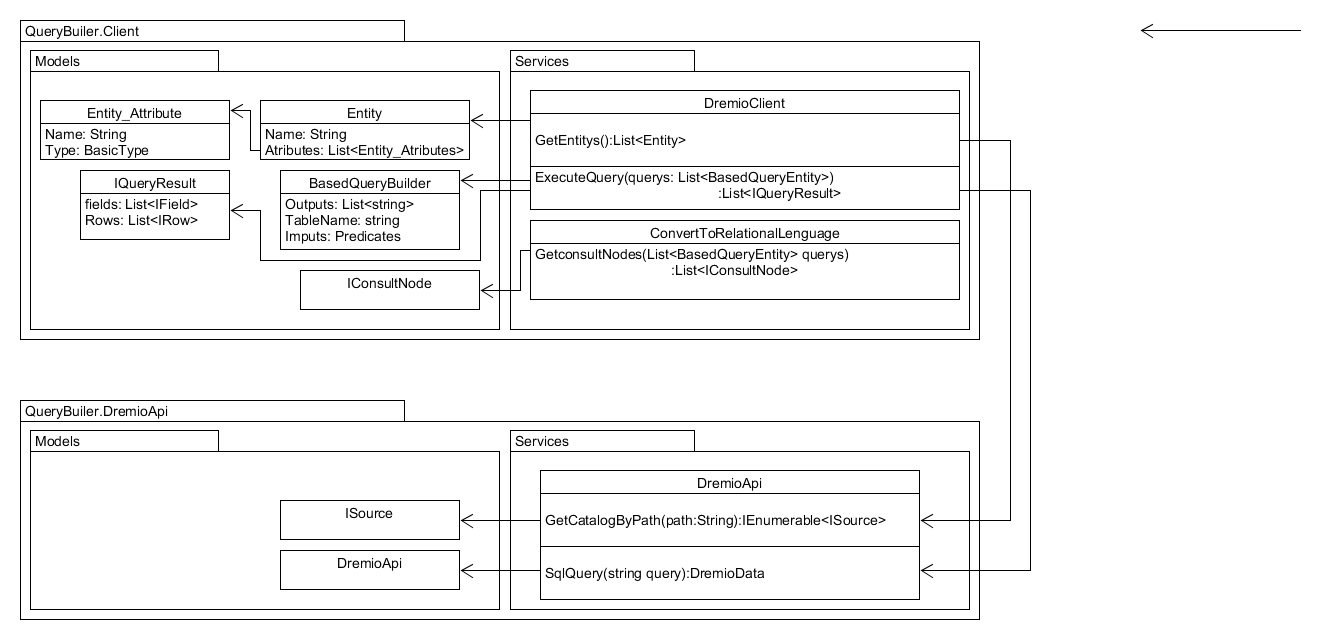 QueryBuiler.Client
Models
Entity_Attribute
Name: String
Type: BasicType
Entity
Name: String
Atributes: List<Entity_Atributes>
IQueryResult
fields: List<IField>
Rows: List<IRow>
BasedQueryBuilder
Outputs: List<string>
TableName: string
Imputs: Predicates
IConsultNode
Services
DremioClient
GetEntitys():List<Entity>
ExecuteQuery(querys: List<BasedQueryEntity>)
:List<IQueryResult>
ConvertToRelationalLenguage
GetconsultNodes(List<BasedQueryEntity> querys)
:List<IConsultNode>
QueryBuiler.DremioApi
Models
ISource
DremioApi
Services
DremioApi
GetCatalogByPath(path:String):IEnumerable<ISource>
SqlQuery(string query):DremioData